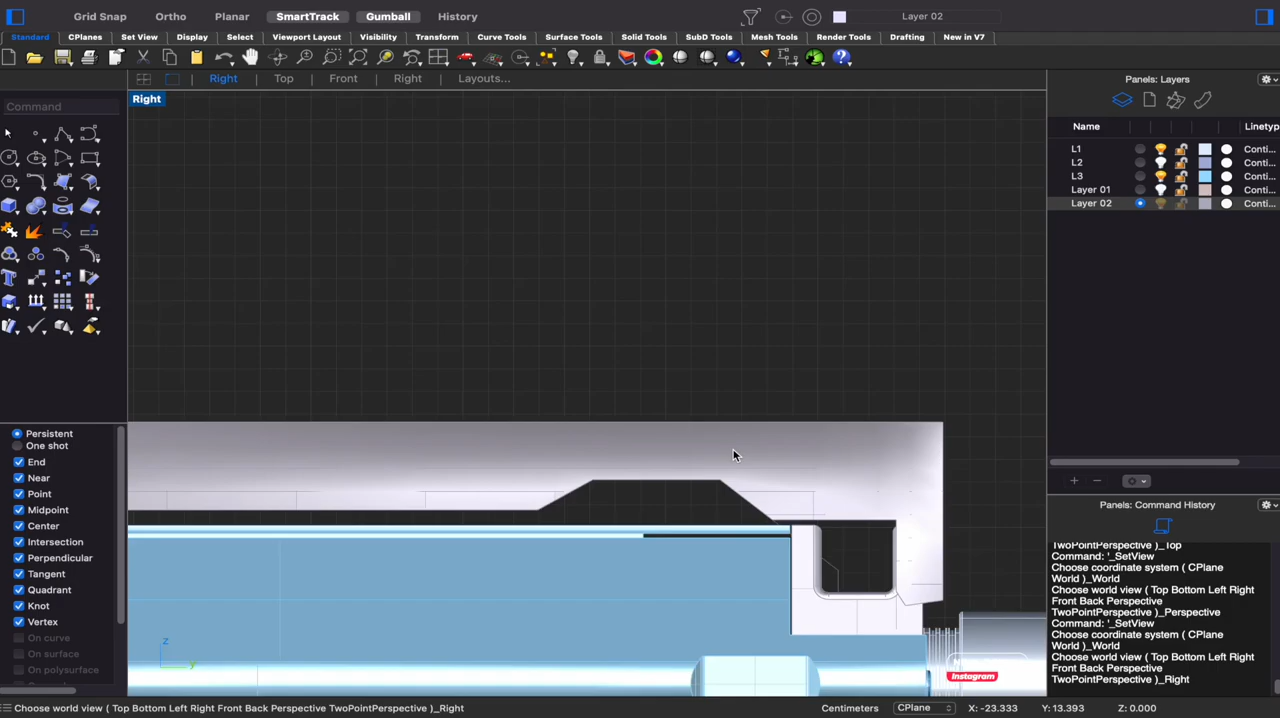 Grid Snap Ortho Planar SmartTrack Gumball History Layer 02
Standard CPlanes Set View Display Select Viewport Layout Visibility Transform Curve Tools Surface Tools Solid Tools SubD Tools Mesh Tools Render Tools Drafting New in V7
Right Top Front Right Layouts... Panels: Layers
Right
Command
Name Linetyp
L1 Conti...
L2 Conti...
L3 Conti...
Layer 01 Conti...
Layer 02 Conti...
Persistent
One shot
End
Near
Point
Midpoint
Center
Intersection
Perpendicular
Tangent
Quadrant
Knot
Vertex
On curve
On surface
On polysurface
z
y
Instagram
Panels: Command History
TwoPointPerspective )_Top
Command: '_SetView
Choose coordinate system ( CPlane
World )_World
Choose world view ( Top Bottom Left Right
Front Back Perspective
TwoPointPerspective )_Perspective
Command: '_SetView
Choose coordinate system ( CPlane
World )_World
Choose world view ( Top Bottom Left Right
Front Back Perspective
TwoPointPerspective )_Right
Choose world view ( Top Bottom Left Right Front Back Perspective TwoPointPerspective )_Right Centimeters CPlane X: -23.333 Y: 13.393 Z: 0.000